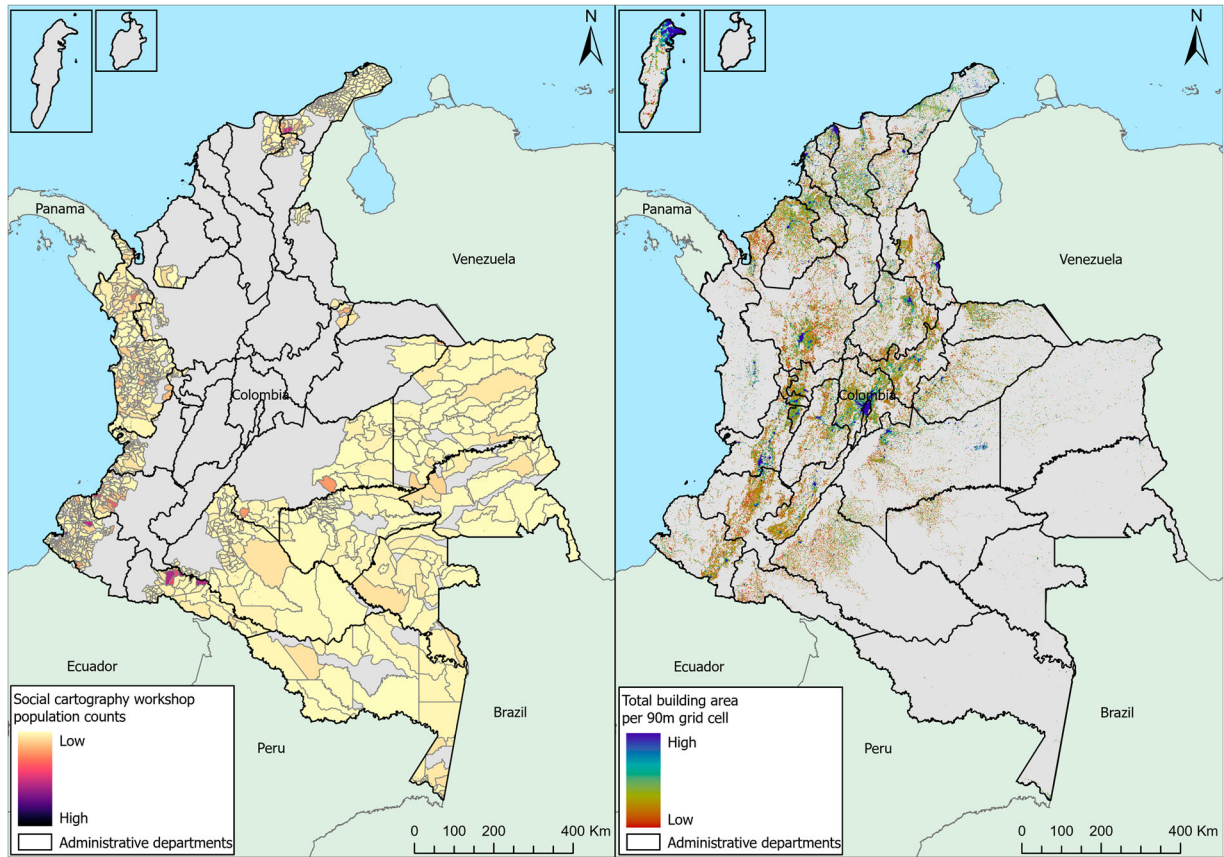 N
Panama
Venezuela
Colombia
Ecuador
Brazil
Peru
Social cartography workshop
population counts
Low
High
Administrative departments
0 100 200 400 Km
N
Panama
Venezuela
Colombia
Ecuador
Brazil
Peru
Total building area
per 90m grid cell
High
Low
Administrative departments
0 100 200 400 Km